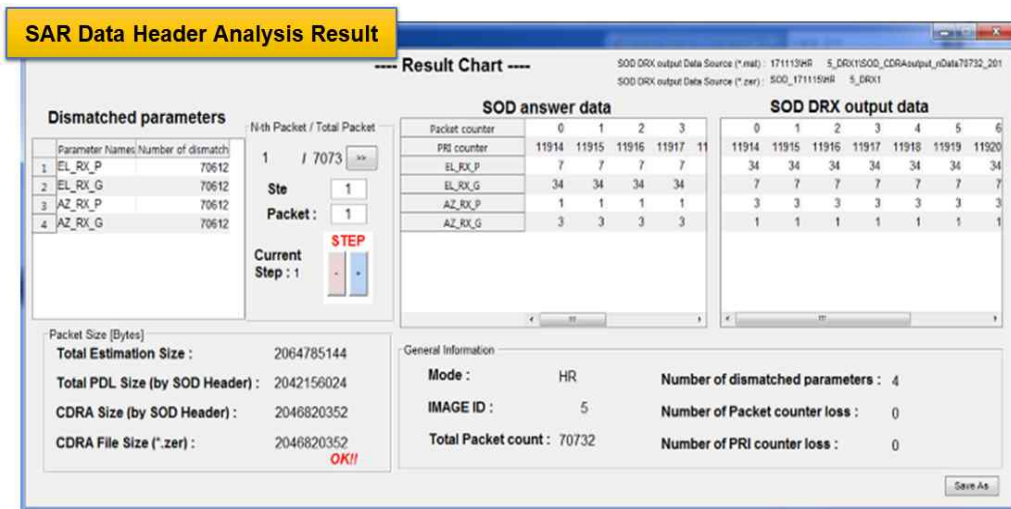 SAR Data Header Analysis Result
---- Result Chart ----
SOD DRX output Data Source (*.mat) : 171113\HR 5_DRX1\SOD_CDRAoutput_nData70732_201
SOD DRX output Data Source (*.zer) : SOD_171115\HR 5_DRX1
Dismatched parameters
Parameter Names Number of dismatch
1 EL_RX_P 70612
2 EL_RX_G 70612
3 AZ_RX_P 70612
4 AZ_RX_G 70612
N-th Packet / Total Packet
1 / 7073 >>
Ste 1
Packet : 1
STEP
Current
Step : 1 - +
SOD answer data
Packet counter 0 1 2 3
PRI counter 11914 11915 11916 11917 11
EL_RX_P 7 7 7 7
EL_RX_G 34 34 34 34
AZ_RX_P 1 1 1 1
AZ_RX_G 3 3 3 3
SOD DRX output data
0 1 2 3 4 5 6
11914 11915 11916 11917 11918 11919 11920
34 34 34 34 34 34 34
7 7 7 7 7 7 7
3 3 3 3 3 3 3
1 1 1 1 1 1 1
Packet Size [Bytes]
Total Estimation Size : 2064785144
Total PDL Size (by SOD Header) : 2042156024
CDRA Size (by SOD Header) : 2046820352
CDRA File Size (*.zer) : 2046820352
OK!!
General Information
Mode : HR
IMAGE ID : 5
Total Packet count : 70732
Number of dismatched parameters : 4
Number of Packet counter loss : 0
Number of PRI counter loss : 0
Save As